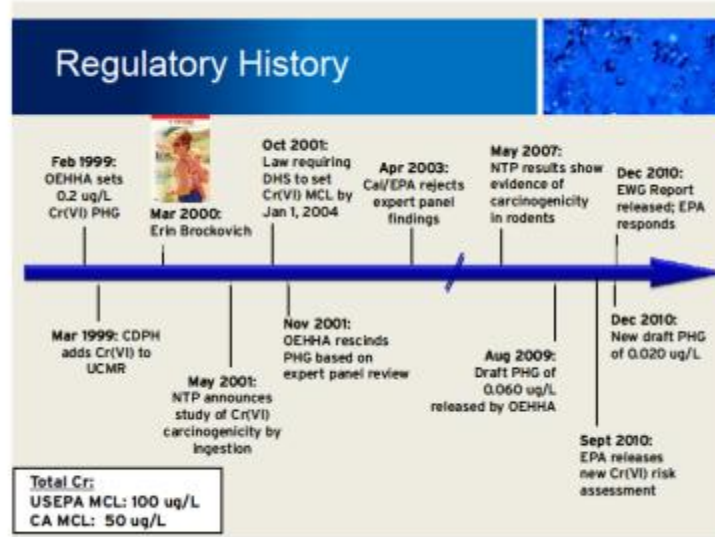 Regulatory History
Feb 1999:
OEHHA sets
0.2 ug/L
Cr(VI) PHG
Mar 2000:
Erin Brockovich
Oct 2001:
Law requiring
DHS to set
Cr(VI) MCL by
Jan 1, 2004
Apr 2003:
Cal/EPA rejects
expert panel
findings
May 2007:
NTP results show
evidence of
carcinogenicity
in rodents
Dec 2010:
EWG Report
released; EPA
responds
Mar 1999: CDPH
adds Cr(VI) to
UCMR
May 2001:
NTP announces
study of Cr(VI)
carcinogenicity by
ingestion
Nov 2001:
OEHHA rescinds
PHG based on
expert panel review
Aug 2009:
Draft PHG of
0.060 ug/L
released by OEHHA
Sept 2010:
EPA releases
new Cr(VI) risk
assessment
Dec 2010:
New draft PHG
of 0.020 ug/L
Total Cr:
USEPA MCL: 100 ug/L
CA MCL: 50 ug/L